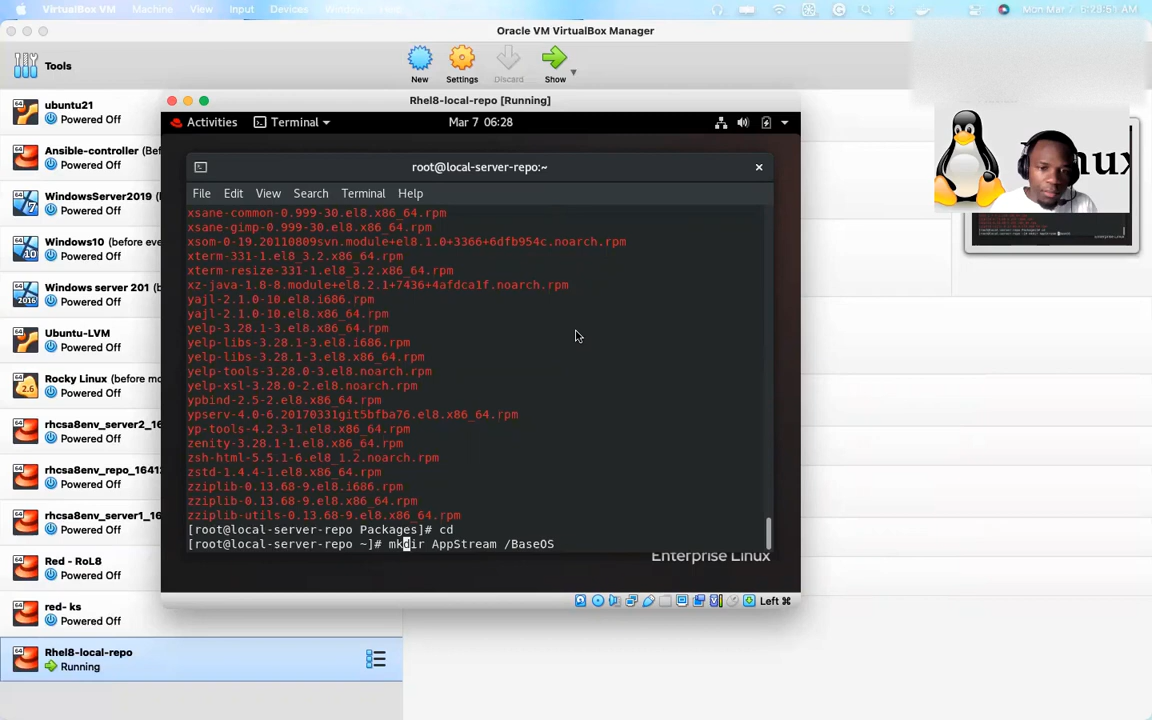 VirtualBox VM Machine View Input Devices
Mon Mar 7 6:29:51 AM
Oracle VM VirtualBox Manager
Tools
New
Settings
Discard
Show
ubuntu21
Powered Off
Ansible-controller (Bef
Powered Off
WindowsServer2019 (
Powered Off
Windows10 (before eve
Powered Off
Windows server 201 (
Powered Off
Ubuntu-LVM
Powered Off
Rocky Linux (before mo
Powered Off
rhcsa8env_server2_16
Powered Off
rhcsa8env_repo_16412
Powered Off
rhcsa8env_server1_16
Powered Off
Red - RoL8
Powered Off
red- ks
Powered Off
Rhel8-local-repo
Running
Rhel8-local-repo [Running]
Activities
Terminal
Mar 7 06:28
root@local-server-repo:~
File Edit View Search Terminal Help
xsane-common-0.999-30.el8.x86_64.rpm
xsane-gimp-0.999-30.el8.x86_64.rpm
xsom-0-19.20110809svn.module+el8.1.0+3366+6dfb954c.noarch.rpm
xterm-331-1.el8_3.2.x86_64.rpm
xterm-resize-331-1.el8_3.2.x86_64.rpm
xz-java-1.8-8.module+el8.2.1+7436+4afdca1f.noarch.rpm
yajl-2.1.0-10.el8.i686.rpm
yajl-2.1.0-10.el8.x86_64.rpm
yelp-3.28.1-3.el8.x86_64.rpm
yelp-libs-3.28.1-3.el8.i686.rpm
yelp-libs-3.28.1-3.el8.x86_64.rpm
yelp-tools-3.28.0-3.el8.noarch.rpm
yelp-xsl-3.28.0-2.el8.noarch.rpm
ypbind-2.5-2.el8.x86_64.rpm
ypserv-4.0-6.20170331git5bfba76.el8.x86_64.rpm
yp-tools-4.2.3-1.el8.x86_64.rpm
zenity-3.28.1-1.el8.x86_64.rpm
zsh-html-5.5.1-6.el8_1.2.noarch.rpm
zstd-1.4.4-1.el8.x86_64.rpm
zziplib-0.13.68-9.el8.i686.rpm
zziplib-0.13.68-9.el8.x86_64.rpm
zziplib-utils-0.13.68-9.el8.x86_64.rpm
[root@local-server-repo Packages]# cd
[root@local-server-repo ~]# mkdir AppStream /BaseOS
Enterprise Linux
Left ⌘